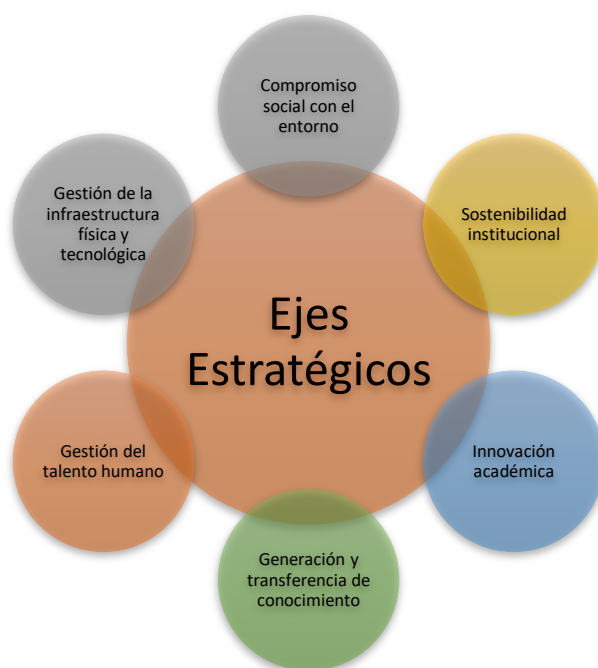 Compromiso
social con el
entorno
Gestión de la
infraestructura
física y
tecnológica
Sostenibilidad
institucional
Ejes
Estratégicos
Gestión del
talento humano
Innovación
académica
Generación y
transferencia de
conocimiento